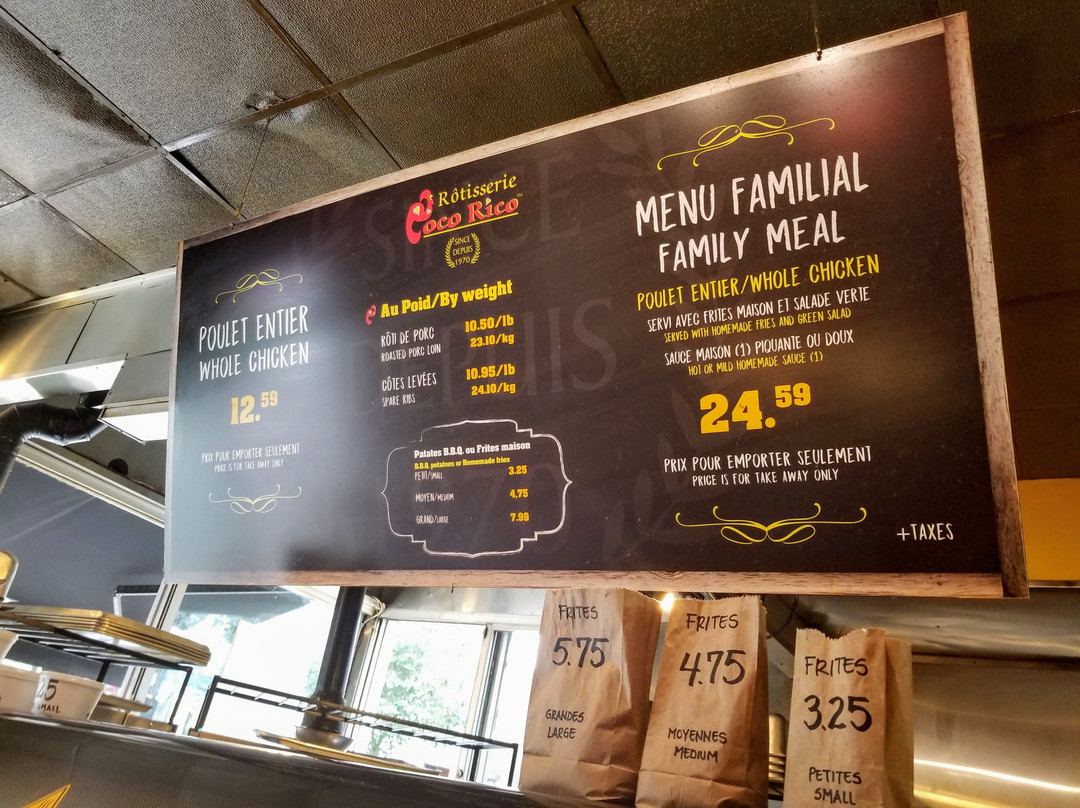 POULET ENTIER
WHOLE CHICKEN
12.59
PRIX POUR EMPORTER SEULEMENT
PRICE IS FOR TAKE AWAY ONLY
Rôtisserie
Coco Rico™
SINCE
DEPUIS
1970
Au Poid/By weight
RÔTI DE PORC 10.50/lb
ROASTED PORC LOIN 23.10/kg
CÔTES LEVÉES 10.95/lb
SPARE RIBS 24.10/kg
Patates B.B.Q. ou Frites maison
B.B.Q. potatoes or Homemade fries
PETIT/SMALL 3.25
MOYEN/MEDIUM 4,75
GRAND/LARGE 7.99
MENU FAMILIAL
FAMILY MEAL
POULET ENTIER/WHOLE CHICKEN
SERVI AVEC FRITES MAISON ET SALADE VERTE
SERVED WITH HOMEMADE FRIES AND GREEN SALAD
SAUCE MAISON (1) PIQUANTE OU DOUX
HOT OR MILD HOMEMADE SAUCE (1)
24.59
PRIX POUR EMPORTER SEULEMENT
PRICE IS FOR TAKE AWAY ONLY
+TAXES
SINCE
DEPUIS
1970
FRITES
5.75
GRANDES
LARGE
FRITES
4.75
MOYENNES
MEDIUM
FRITES
3.25
PETITES
SMALL